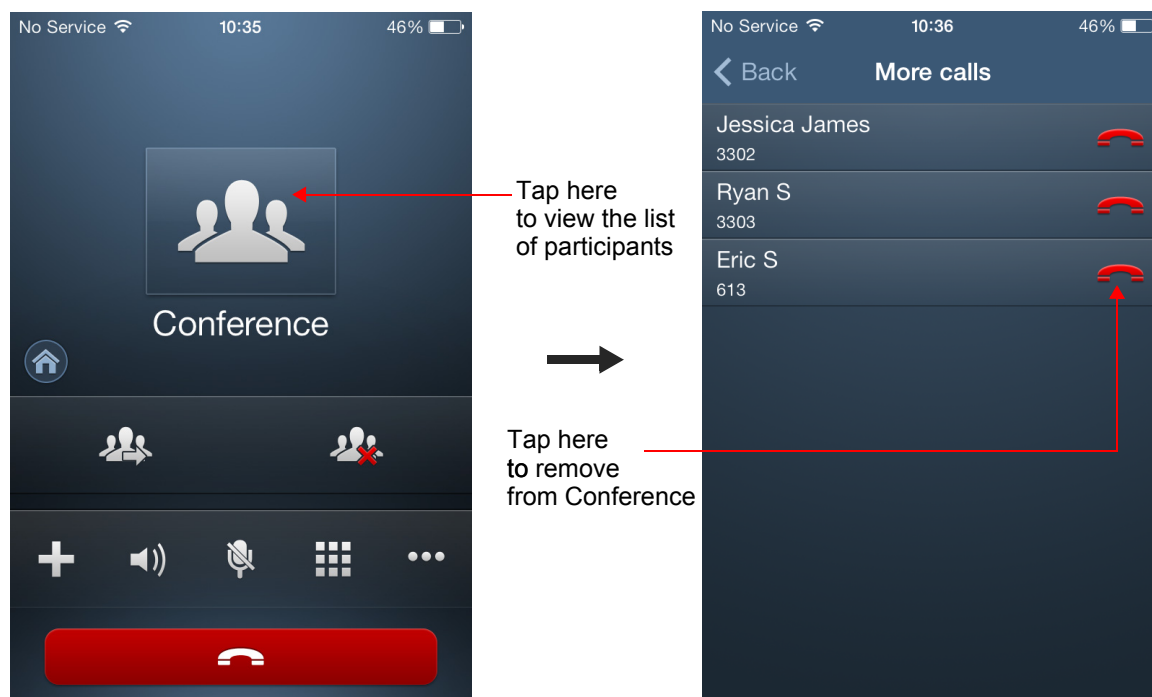 No Service 10:35 46%
Conference
Tap here
to view the list
of participants
Tap here
to remove
from Conference
No Service 10:36 46%
Back More calls
Jessica James
3302
Ryan S
3303
Eric S
613